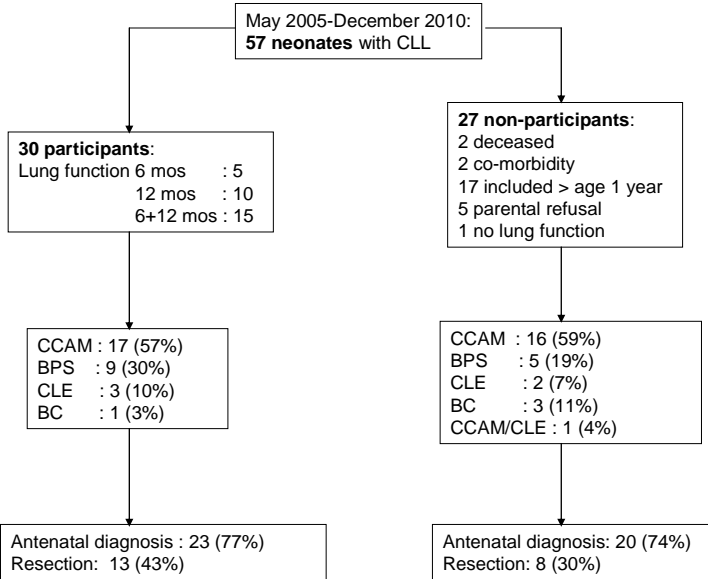 May 2005-December 2010:
57 neonates with CLL
30 participants:
Lung function 6 mos : 5
12 mos : 10
6+12 mos : 15
27 non-participants:
2 deceased
2 co-morbidity
17 included > age 1 year
5 parental refusal
1 no lung function
CCAM : 17 (57%)
BPS : 9 (30%)
CLE : 3 (10%)
BC : 1 (3%)
CCAM : 16 (59%)
BPS : 5 (19%)
CLE : 2 (7%)
BC : 3 (11%)
CCAM/CLE : 1 (4%)
Antenatal diagnosis : 23 (77%)
Resection: 13 (43%)
Antenatal diagnosis: 20 (74%)
Resection: 8 (30%)